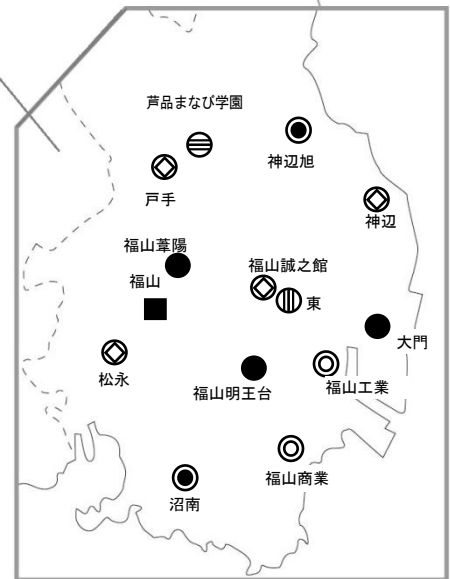 芦品まなび学園
神辺旭
戸手
神辺
福山葦陽
福山誠之館
福山
東
大門
松永
福山明王台
福山工業
福山商業
沼南